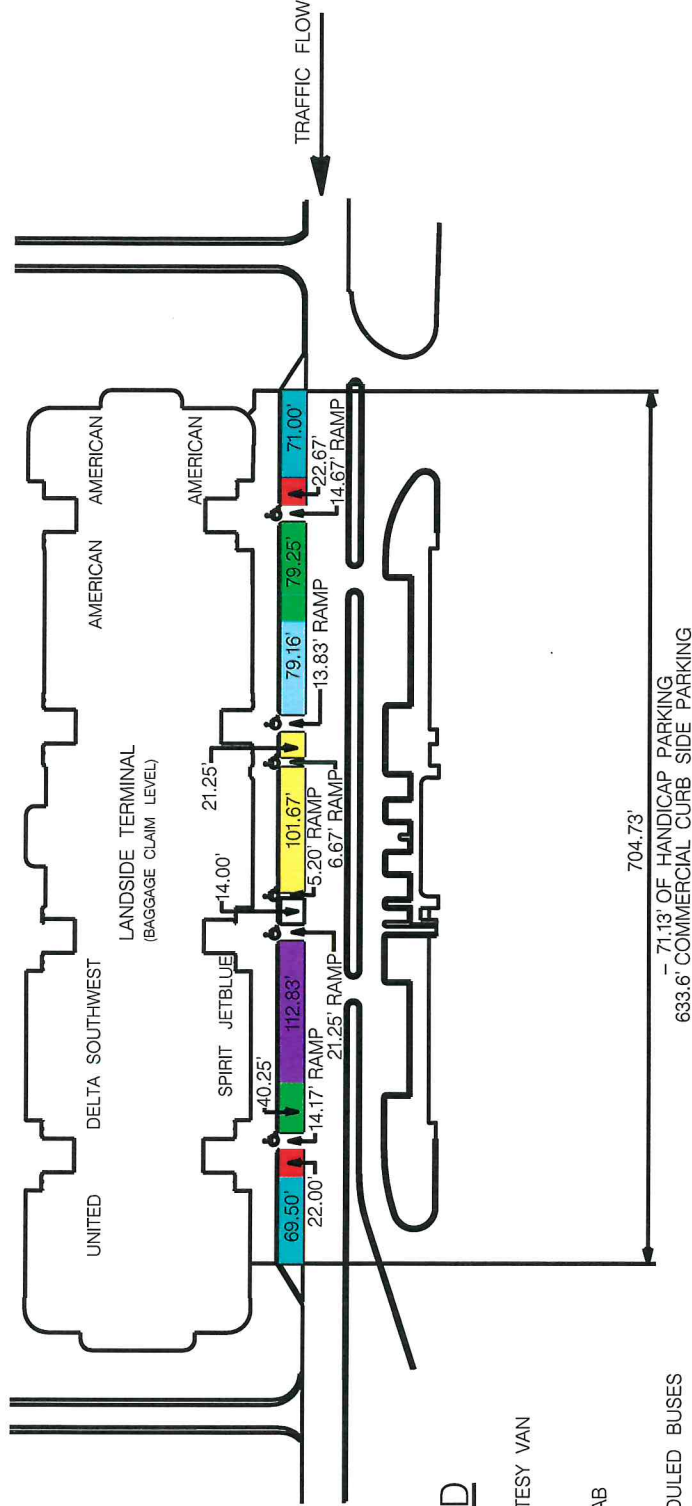 TRAFFIC FLOW
AMERICAN
AMERICAN
AMERICAN
LANDSIDE TERMINAL
(BAGGAGE CLAIM LEVEL)
DELTA SOUTHWEST
SPIRIT JETBLUE
UNITED
71.00'
22.67'
14.67' RAMP
79.25'
79.16'
13.83' RAMP
21.25'
6.67' RAMP
101.67'
5.20' RAMP
14.00'
21.25' RAMP
112.83'
40.25'
14.17' RAMP
22.00'
69.50'
704.73'
– 71.13' OF HANDICAP PARKING
633.6' COMMERCIAL CURB SIDE PARKING
D
TESY VAN
AB
DULED BUSES